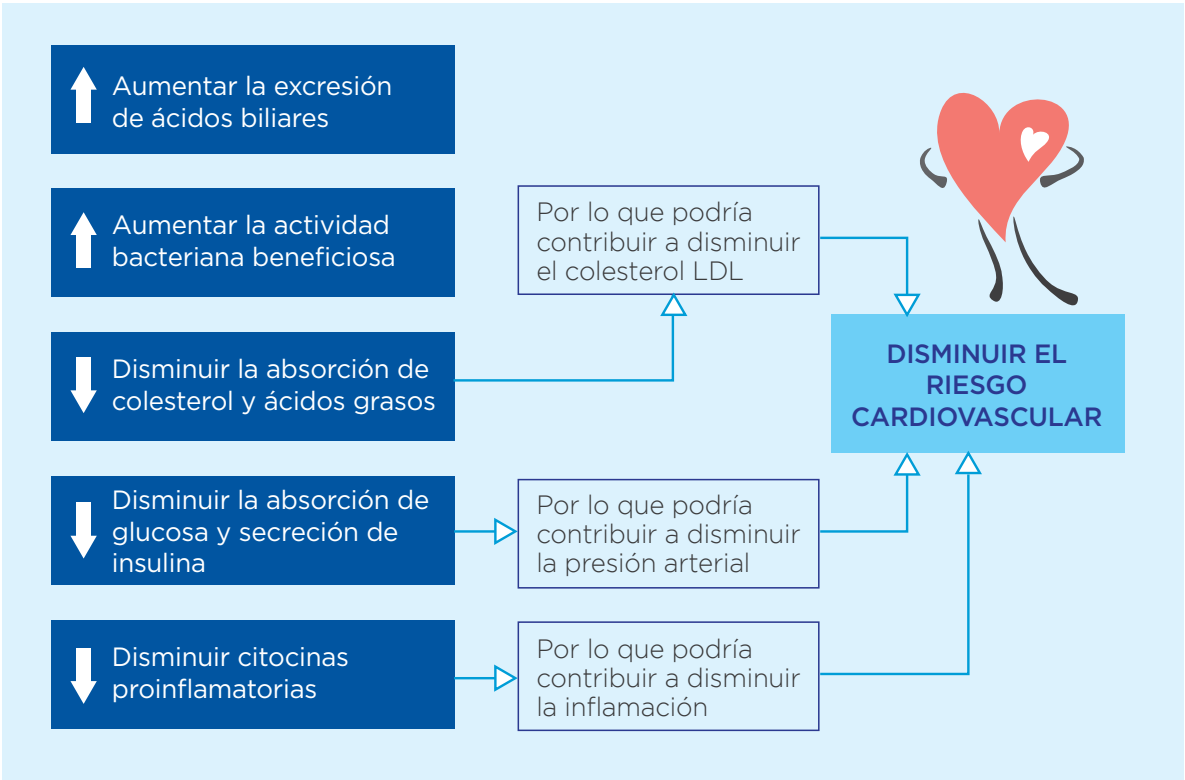 Aumentar la excresión
de ácidos biliares
Aumentar la actividad
bacteriana beneficiosa
Disminuir la absorción de
colesterol y ácidos grasos
Disminuir la absorción de
glucosa y secreción de
insulina
Disminuir citocinas
proinflamatorias
Por lo que podría
contribuir a disminuir
el colesterol LDL
Por lo que podría
contribuir a disminuir
la presión arterial
Por lo que podría
contribuir a disminuir
la inflamación
DISMINUIR EL
RIESGO
CARDIOVASCULAR